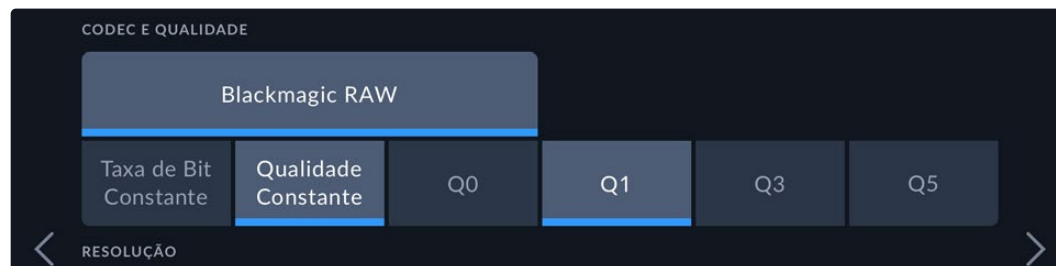 CODEC E QUALIDADE
Blackmagic RAW
Taxa de Bit
Constante
Qualidade
Constante
Q0
Q1
Q3
Q5
RESOLUÇÃO